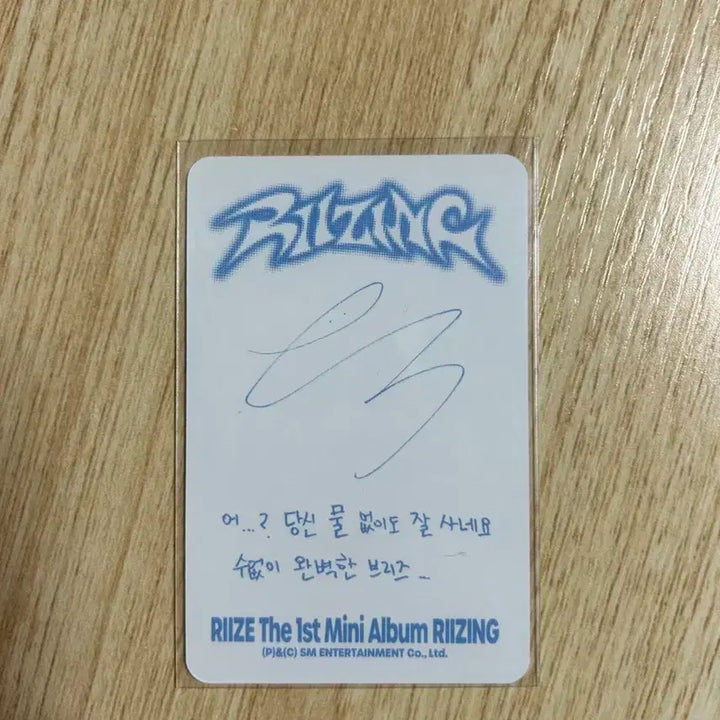 RIIZING
어...? 당신 물 없이도 잘 사네요
수없이 완벽한 브리즈..
RIIZE The 1st Mini Album RIIZING
(P)&(C) SM ENTERTAINMENT Co., Ltd.